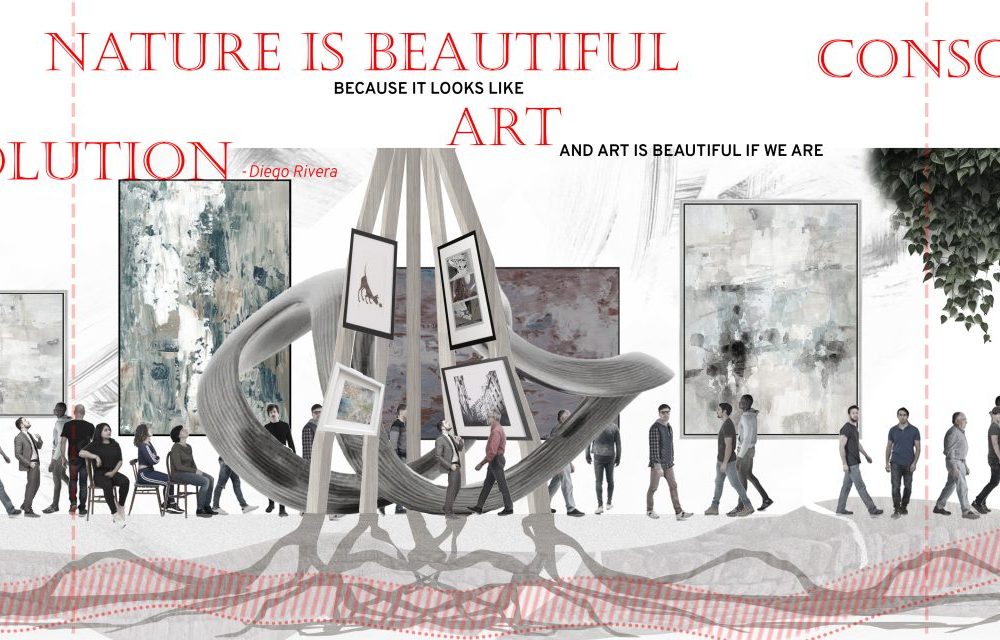 NATURE IS BEAUTIFUL
CONSC
BECAUSE IT LOOKS LIKE
ART
AND ART IS BEAUTIFUL IF WE ARE
OLUTION
- Diego Rivera